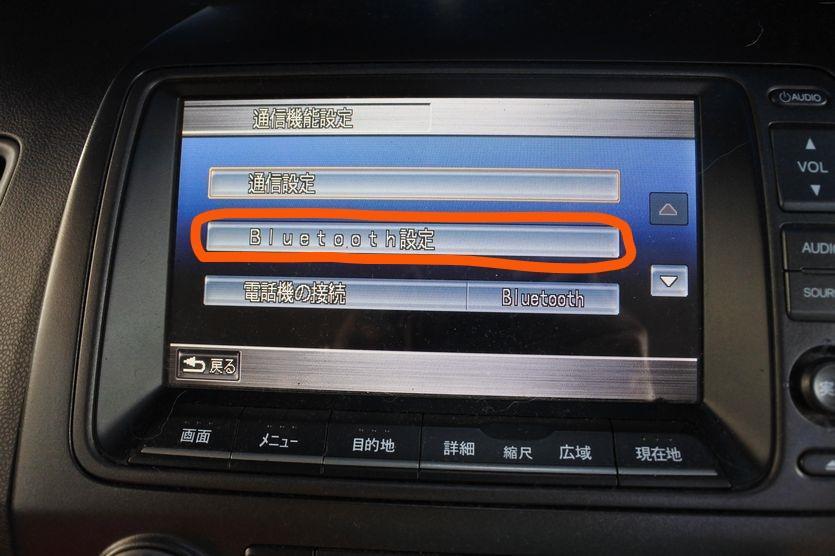 通信機能設定
通信設定
Bluetooth設定
電話機の接続 Bluetooth
戻る
画面 メニュー 目的地 詳細 縮尺 広域 現在地
AUDIO
VOL